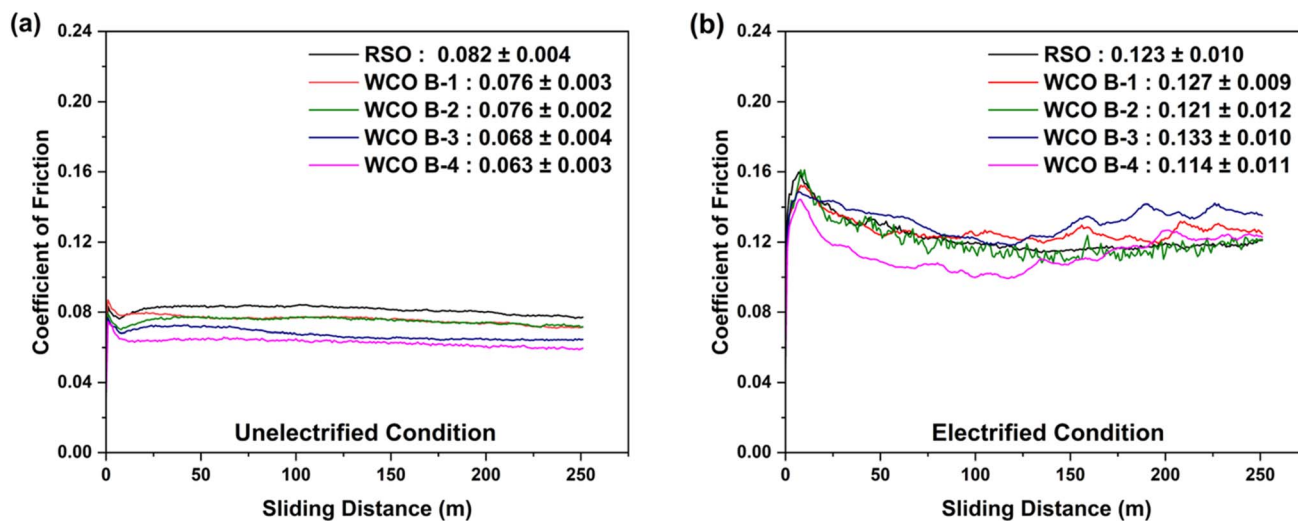 (a)
0.24
0.20
0.16
0.12
0.08
0.04
0.00
Coefficient of Friction
RSO : 0.082 ± 0.004
WCO B-1 : 0.076 ± 0.003
WCO B-2 : 0.076 ± 0.002
WCO B-3 : 0.068 ± 0.004
WCO B-4 : 0.063 ± 0.003
Unelectrified Condition
0 50 100 150 200 250
Sliding Distance (m)
(b)
0.24
0.20
0.16
0.12
0.08
0.04
0.00
Coefficient of Friction
RSO : 0.123 ± 0.010
WCO B-1 : 0.127 ± 0.009
WCO B-2 : 0.121 ± 0.012
WCO B-3 : 0.133 ± 0.010
WCO B-4 : 0.114 ± 0.011
Electrified Condition
0 50 100 150 200 250
Sliding Distance (m)